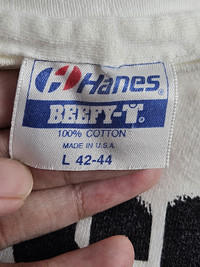 Hanes
BEEFY-T®
100% COTTON
MADE IN U.S.A.
L 42-44